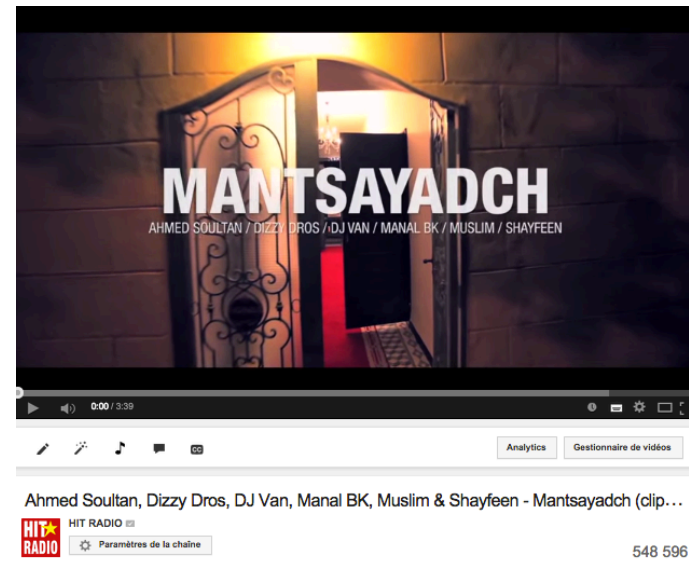 MANTSAYADCH
AHMED SOULTAN / DIZZY DROS / DJ VAN / MANAL BK / MUSLIM / SHAYFEEN
0:00 / 3:39
CC
Analytics
Gestionnaire de vidéos
Ahmed Soultan, Dizzy Dros, DJ Van, Manal BK, Muslim & Shayfeen - Mantsayadch (clip...
HIT RADIO
HIT RADIO
Paramètres de la chaîne
548 596